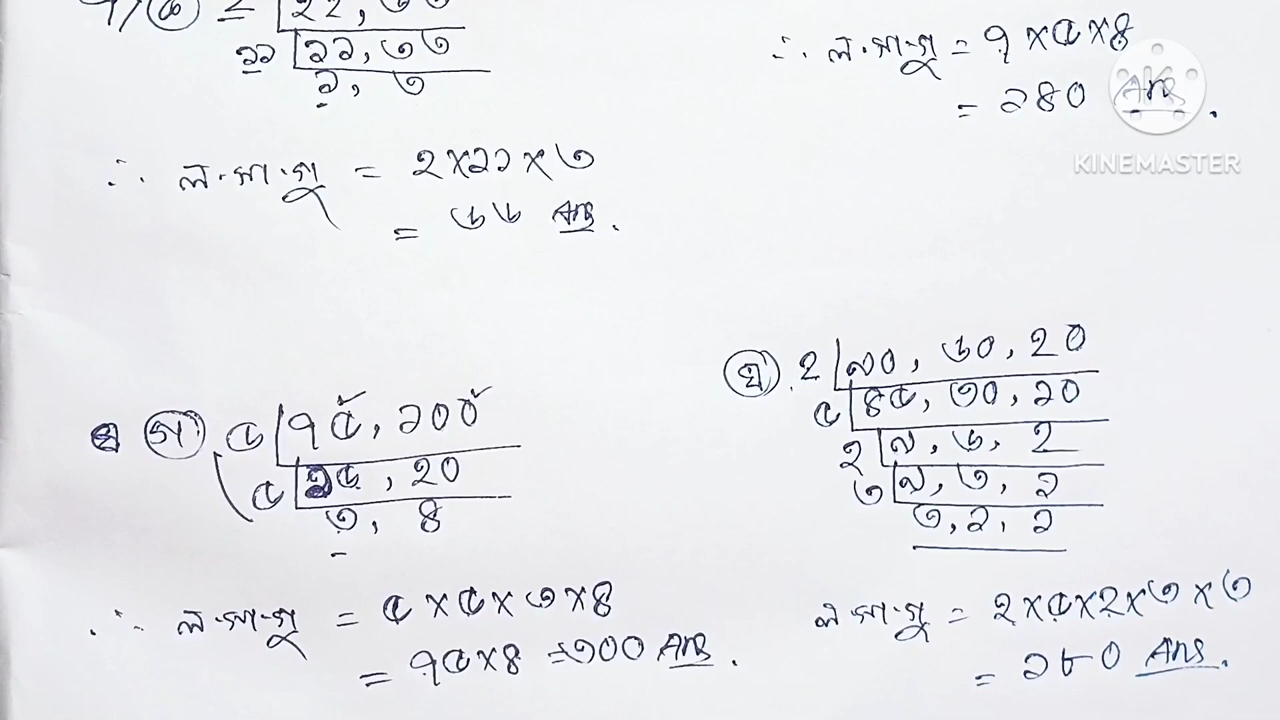 ২ | ২২, ৬৬
১১ | ১১, ৩৩
১, ৩
∴ ল.সা.গু = ২×১১×৩
= ৬৬ Ans.
∴ ল.সা.গু = ৭×৫×৪
= ১৪০ Ans.
KINEMASTER
গ ৫ | ৭৫, ১০০
৫ | ১৫, ২০
৩, ৪
∴ ল.সা.গু = ৫×৫×৩×৪
= ৭৫×৪ = ৩০০ Ans.
ঘ ২ | ৯০, ৬০, ২০
৫ | ৪৫, ৩০, ১০
২ | ৯, ৬, ২
৩ | ৯, ৩, ১
৩, ১, ১
ল.সা.গু = ২×৫×২×৩×৩
= ১৮০ Ans.